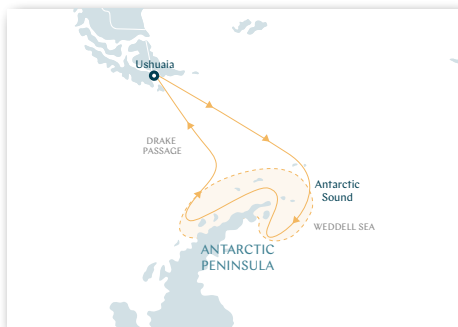 Ushuaia
DRAKE
PASSAGE
Antarctic
Sound
WEDDELL SEA
ANTARCTIC
PENINSULA